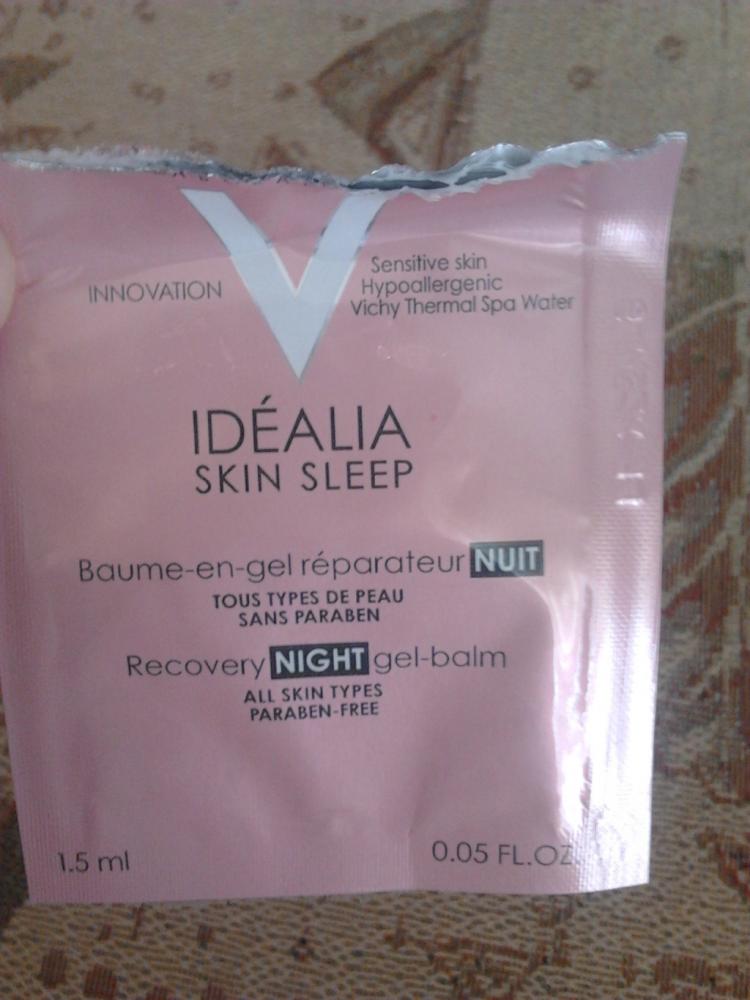 V
INNOVATION
Sensitive skin
Hypoallergenic
Vichy Thermal Spa Water
IDÉALIA
SKIN SLEEP
Baume-en-gel réparateur NUIT
TOUS TYPES DE PEAU
SANS PARABEN
Recovery NIGHT gel-balm
ALL SKIN TYPES
PARABEN-FREE
1.5 ml
0.05 FL.OZ.